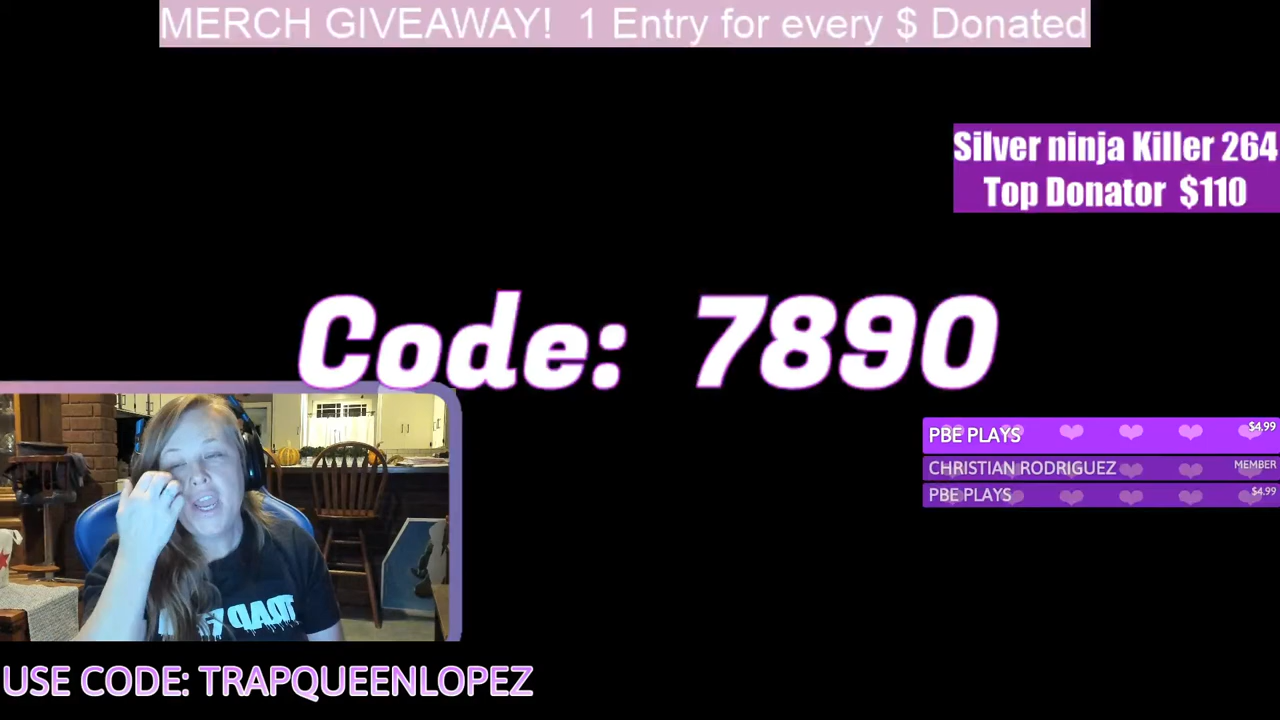 MERCH GIVEAWAY! 1 Entry for every $ Donated
Silver ninja Killer 264
Top Donator $110
Code: 7890
PBE PLAYS $4.99
CHRISTIAN RODRIGUEZ MEMBER
PBE PLAYS $4.99
TRAP
USE CODE: TRAPQUEENLOPEZ